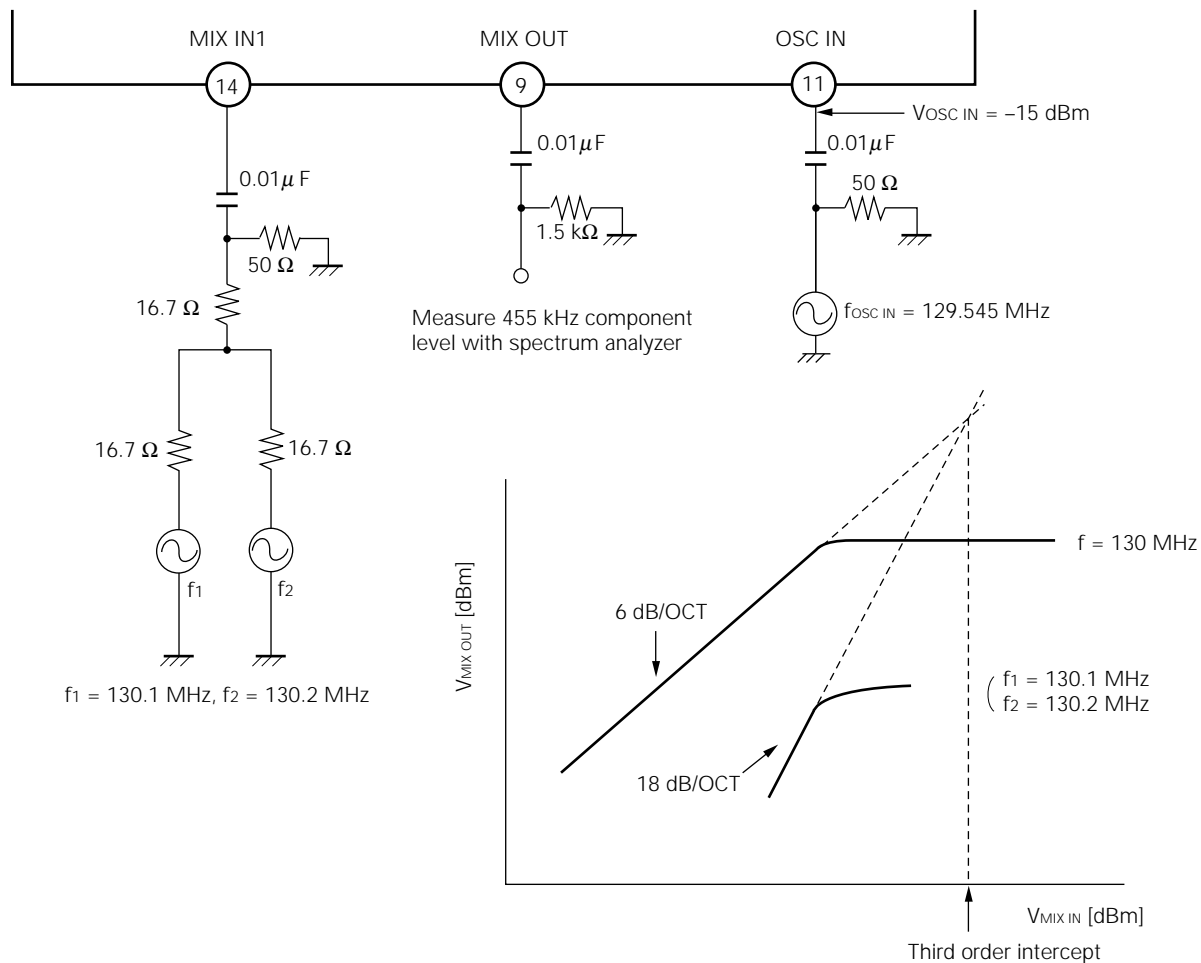 MIX IN1
MIX OUT
OSC IN
14
9
11
VOSC IN = –15 dBm
0.01μF
0.01μF
0.01μF
50 Ω
1.5 kΩ
50 Ω
16.7 Ω
Measure 455 kHz component
level with spectrum analyzer
fOSC IN = 129.545 MHz
16.7 Ω
16.7 Ω
f1
f2
f1 = 130.1 MHz, f2 = 130.2 MHz
VMIX OUT [dBm]
6 dB/OCT
f = 130 MHz
18 dB/OCT
( f1 = 130.1 MHz
f2 = 130.2 MHz
VMIX IN [dBm]
Third order intercept